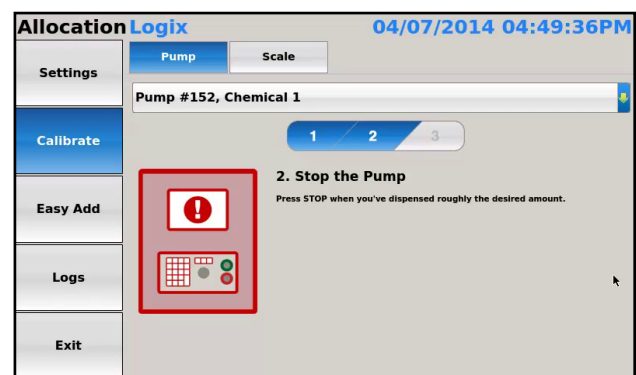 Allocation Logix 04/07/2014 04:49:36PM
Pump Scale
Settings
Pump #152, Chemical 1
Calibrate
1 2 3
2. Stop the Pump
Press STOP when you've dispensed roughly the desired amount.
!
Easy Add
Logs
Exit